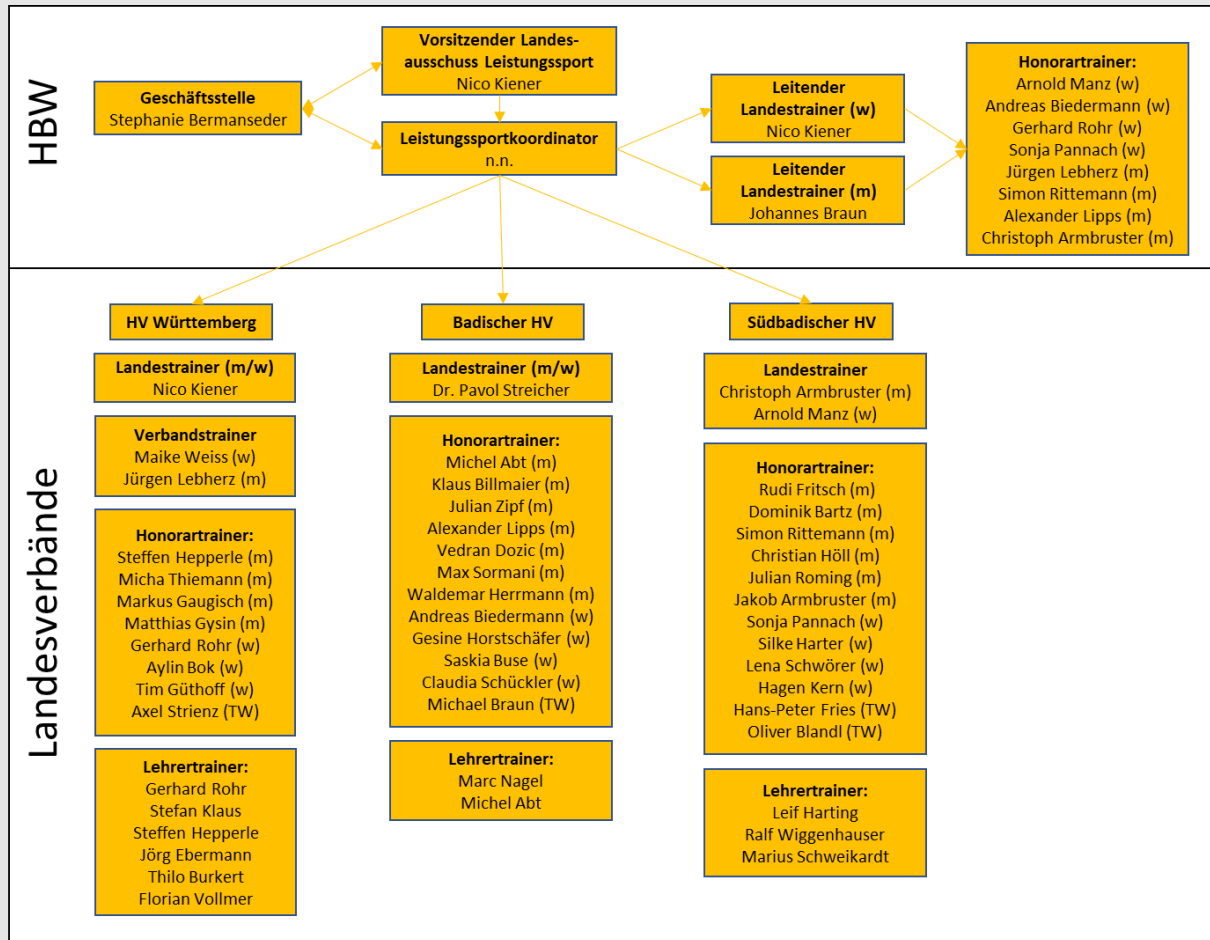 HBW
Geschäftsstelle
Stephanie Bermanseder
Vorsitzender Landes-
ausschuss Leistungssport
Nico Kiener
Leistungssportkoordinator
n.n.
Leitender
Landestrainer (w)
Nico Kiener
Leitender
Landestrainer (m)
Johannes Braun
Honorartrainer:
Arnold Manz (w)
Andreas Biedermann (w)
Gerhard Rohr (w)
Sonja Pannach (w)
Jürgen Lebherz (m)
Simon Rittemann (m)
Alexander Lipps (m)
Christoph Armbruster (m)
Landesverbände
HV Württemberg
Landestrainer (m/w)
Nico Kiener
Verbandstrainer
Maike Weiss (w)
Jürgen Lebherz (m)
Honorartrainer:
Steffen Hepperle (m)
Micha Thiemann (m)
Markus Gaugisch (m)
Matthias Gysin (m)
Gerhard Rohr (w)
Aylin Bok (w)
Tim Güthoff (w)
Axel Strienz (TW)
Lehrertrainer:
Gerhard Rohr
Stefan Klaus
Steffen Hepperle
Jörg Ebermann
Thilo Burkert
Florian Vollmer
Badischer HV
Landestrainer (m/w)
Dr. Pavol Streicher
Honorartrainer:
Michel Abt (m)
Klaus Billmaier (m)
Julian Zipf (m)
Alexander Lipps (m)
Vedran Dozic (m)
Max Sormani (m)
Waldemar Herrmann (m)
Andreas Biedermann (w)
Gesine Horstschäfer (w)
Saskia Buse (w)
Claudia Schückler (w)
Michael Braun (TW)
Lehrertrainer:
Marc Nagel
Michel Abt
Südbadischer HV
Landestrainer
Christoph Armbruster (m)
Arnold Manz (w)
Honorartrainer:
Rudi Fritsch (m)
Dominik Bartz (m)
Simon Rittemann (m)
Christian Höll (m)
Julian Roming (m)
Jakob Armbruster (m)
Sonja Pannach (w)
Silke Harter (w)
Lena Schwörer (w)
Hagen Kern (w)
Hans-Peter Fries (TW)
Oliver Blandl (TW)
Lehrertrainer:
Leif Harting
Ralf Wiggenhauser
Marius Schweikardt